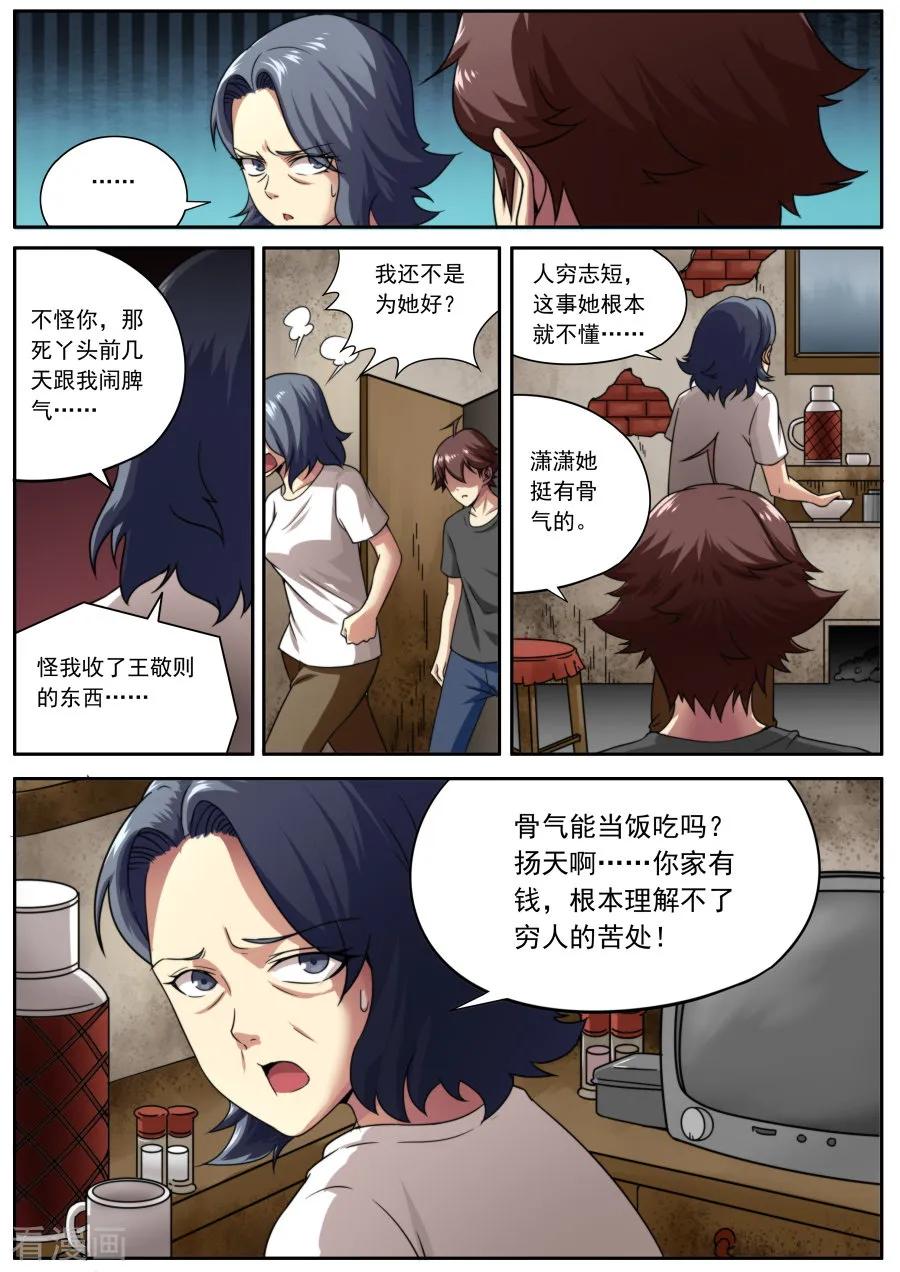 ……
不怪你，那
死丫头前几
天跟我闹脾
气……
怪我收了王敬则
的东西……
我还不是
为她好？
人穷志短，
这事她根本
就不懂……
潇潇她
挺有骨
气的。
骨气能当饭吃吗？
扬天啊……你家有
钱，根本理解不了
穷人的苦处！
看漫画